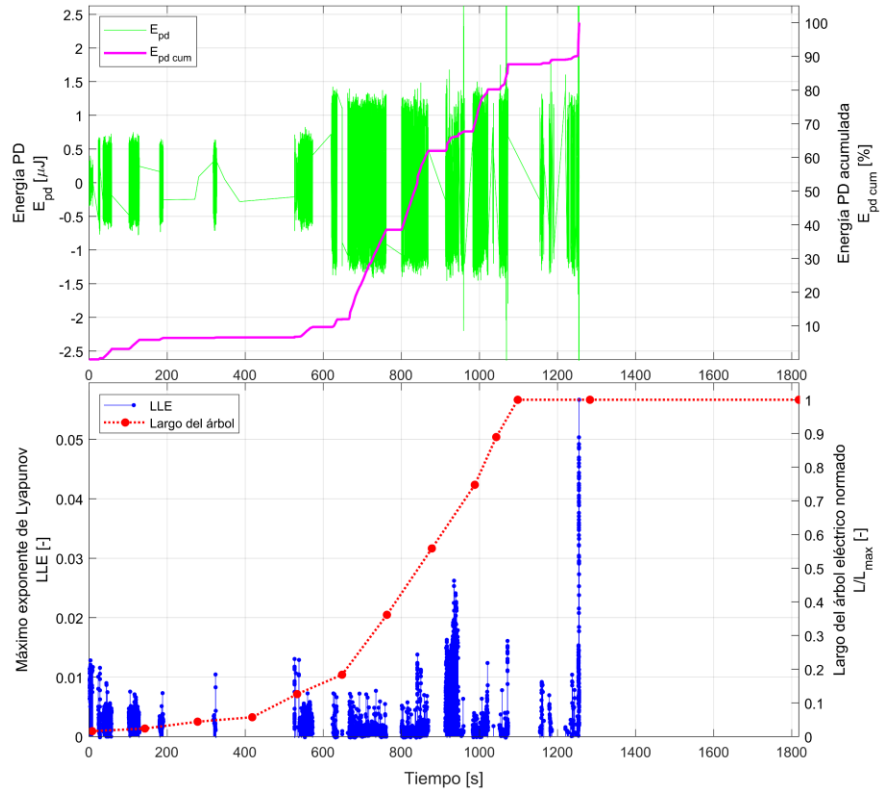 E_pd
E_pd cum
2.5
2
1.5
1
0.5
0
-0.5
-1
-1.5
-2
-2.5
Energía PD
E_pd [μJ]
100
90
80
70
60
50
40
30
20
10
Energía PD acumulada
E_pd cum [%]
0 200 400 600 800 1000 1200 1400 1600 1800
LLE
Largo del árbol
0.05
0.04
0.03
0.02
0.01
0
Máximo exponente de Lyapunov
LLE [-]
1
0.9
0.8
0.7
0.6
0.5
0.4
0.3
0.2
0.1
0
Largo del árbol eléctrico normado
L/L_max [-]
0 200 400 600 800 1000 1200 1400 1600 1800
Tiempo [s]